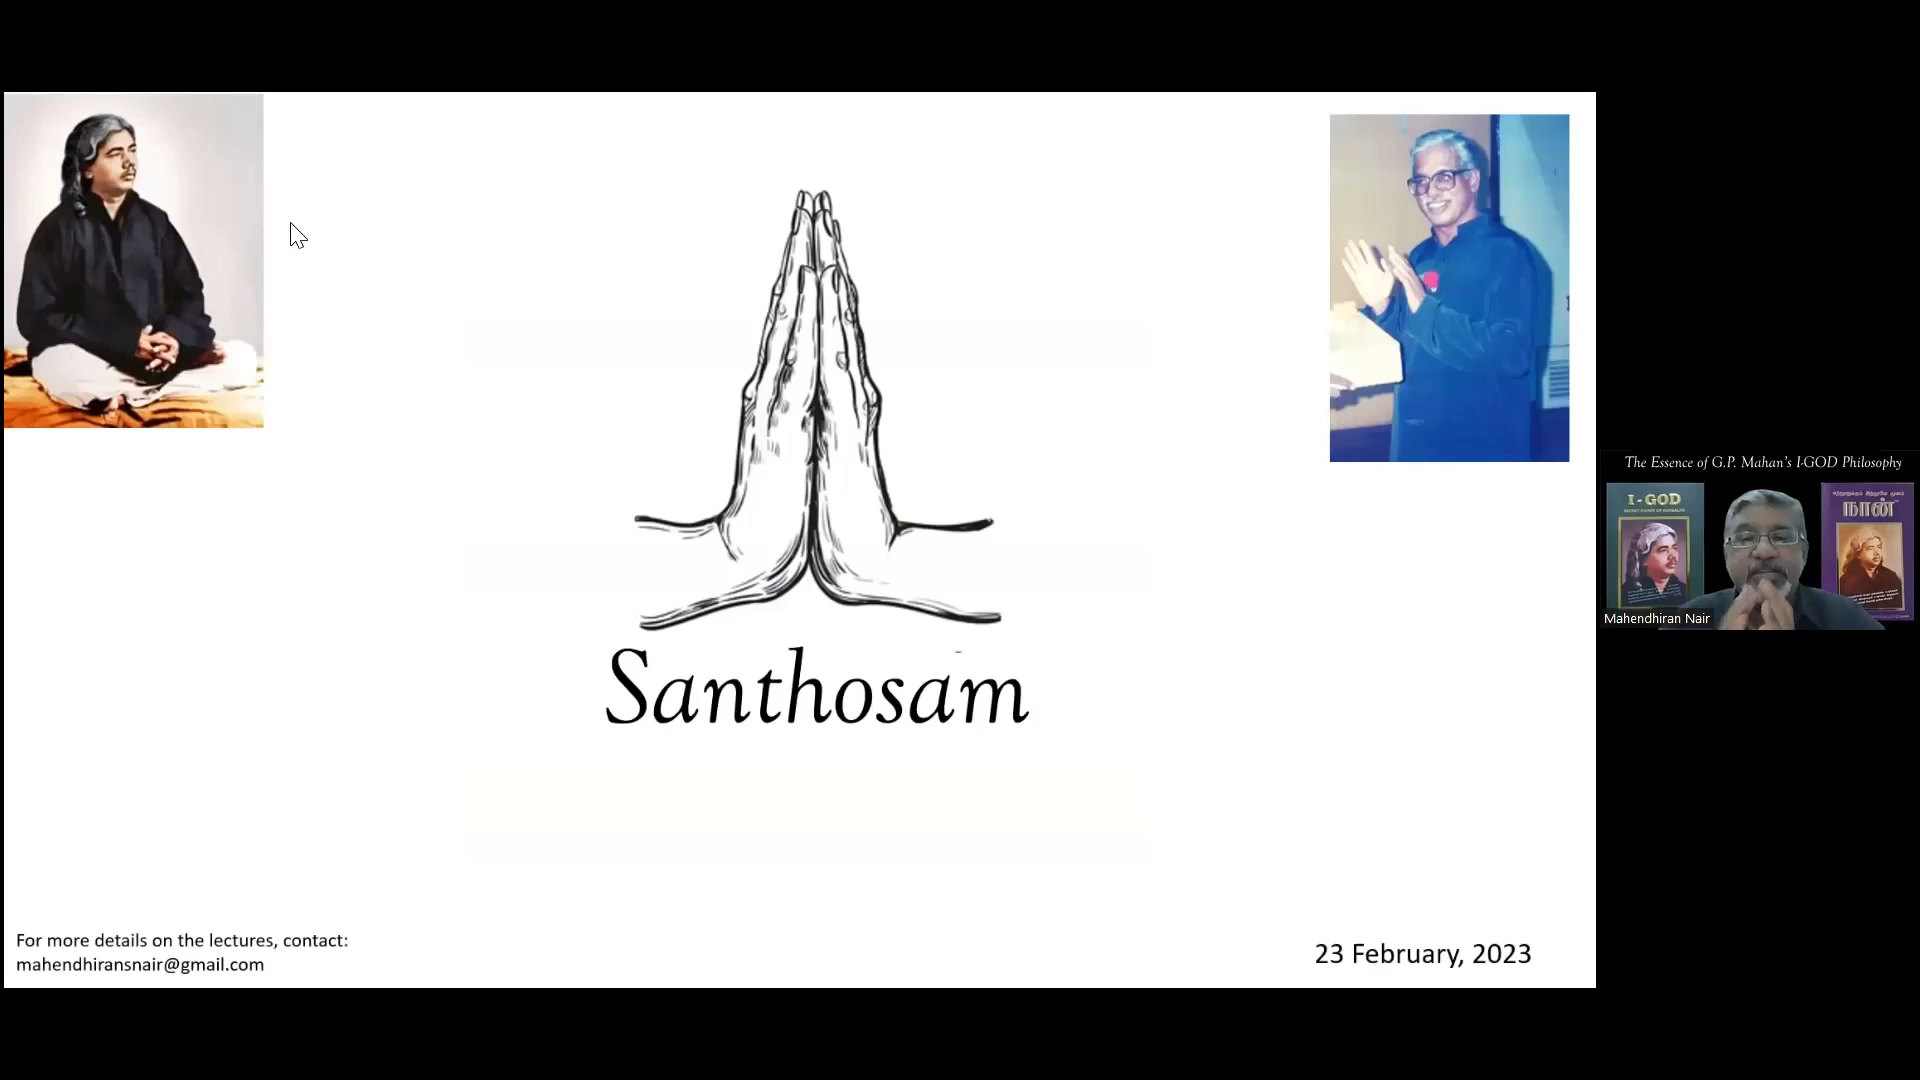 Santhosam
For more details on the lectures, contact:
mahendhiransnair@gmail.com
23 February, 2023
The Essence of G.P. Mahan's I-GOD Philosophy
I - GOD
நான்
Mahendhiran Nair